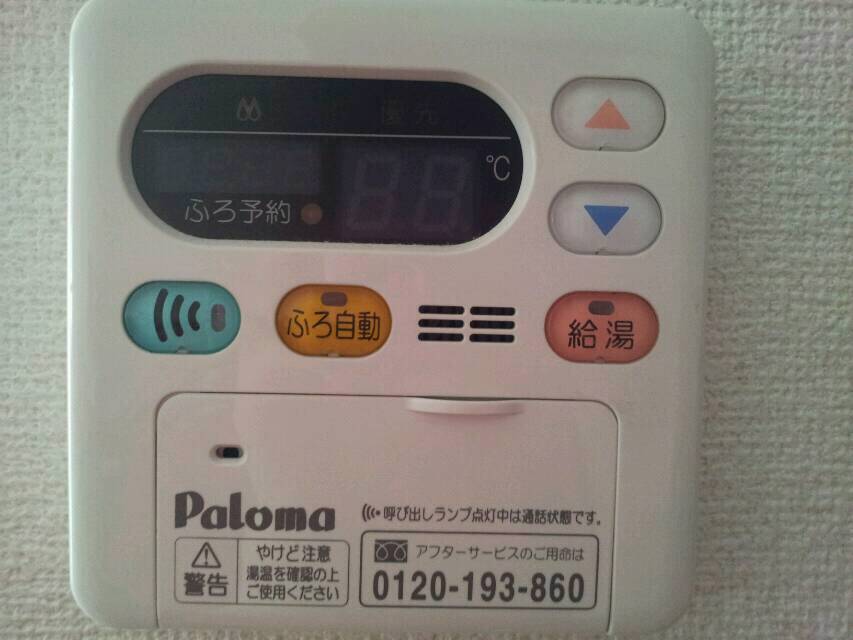 優先
℃
ふろ予約
ふろ自動
給湯
Paloma
呼び出しランプ点灯中は通話状態です。
警告
やけど注意
湯温を確認の上
ご使用ください
アフターサービスのご用命は
0120-193-860